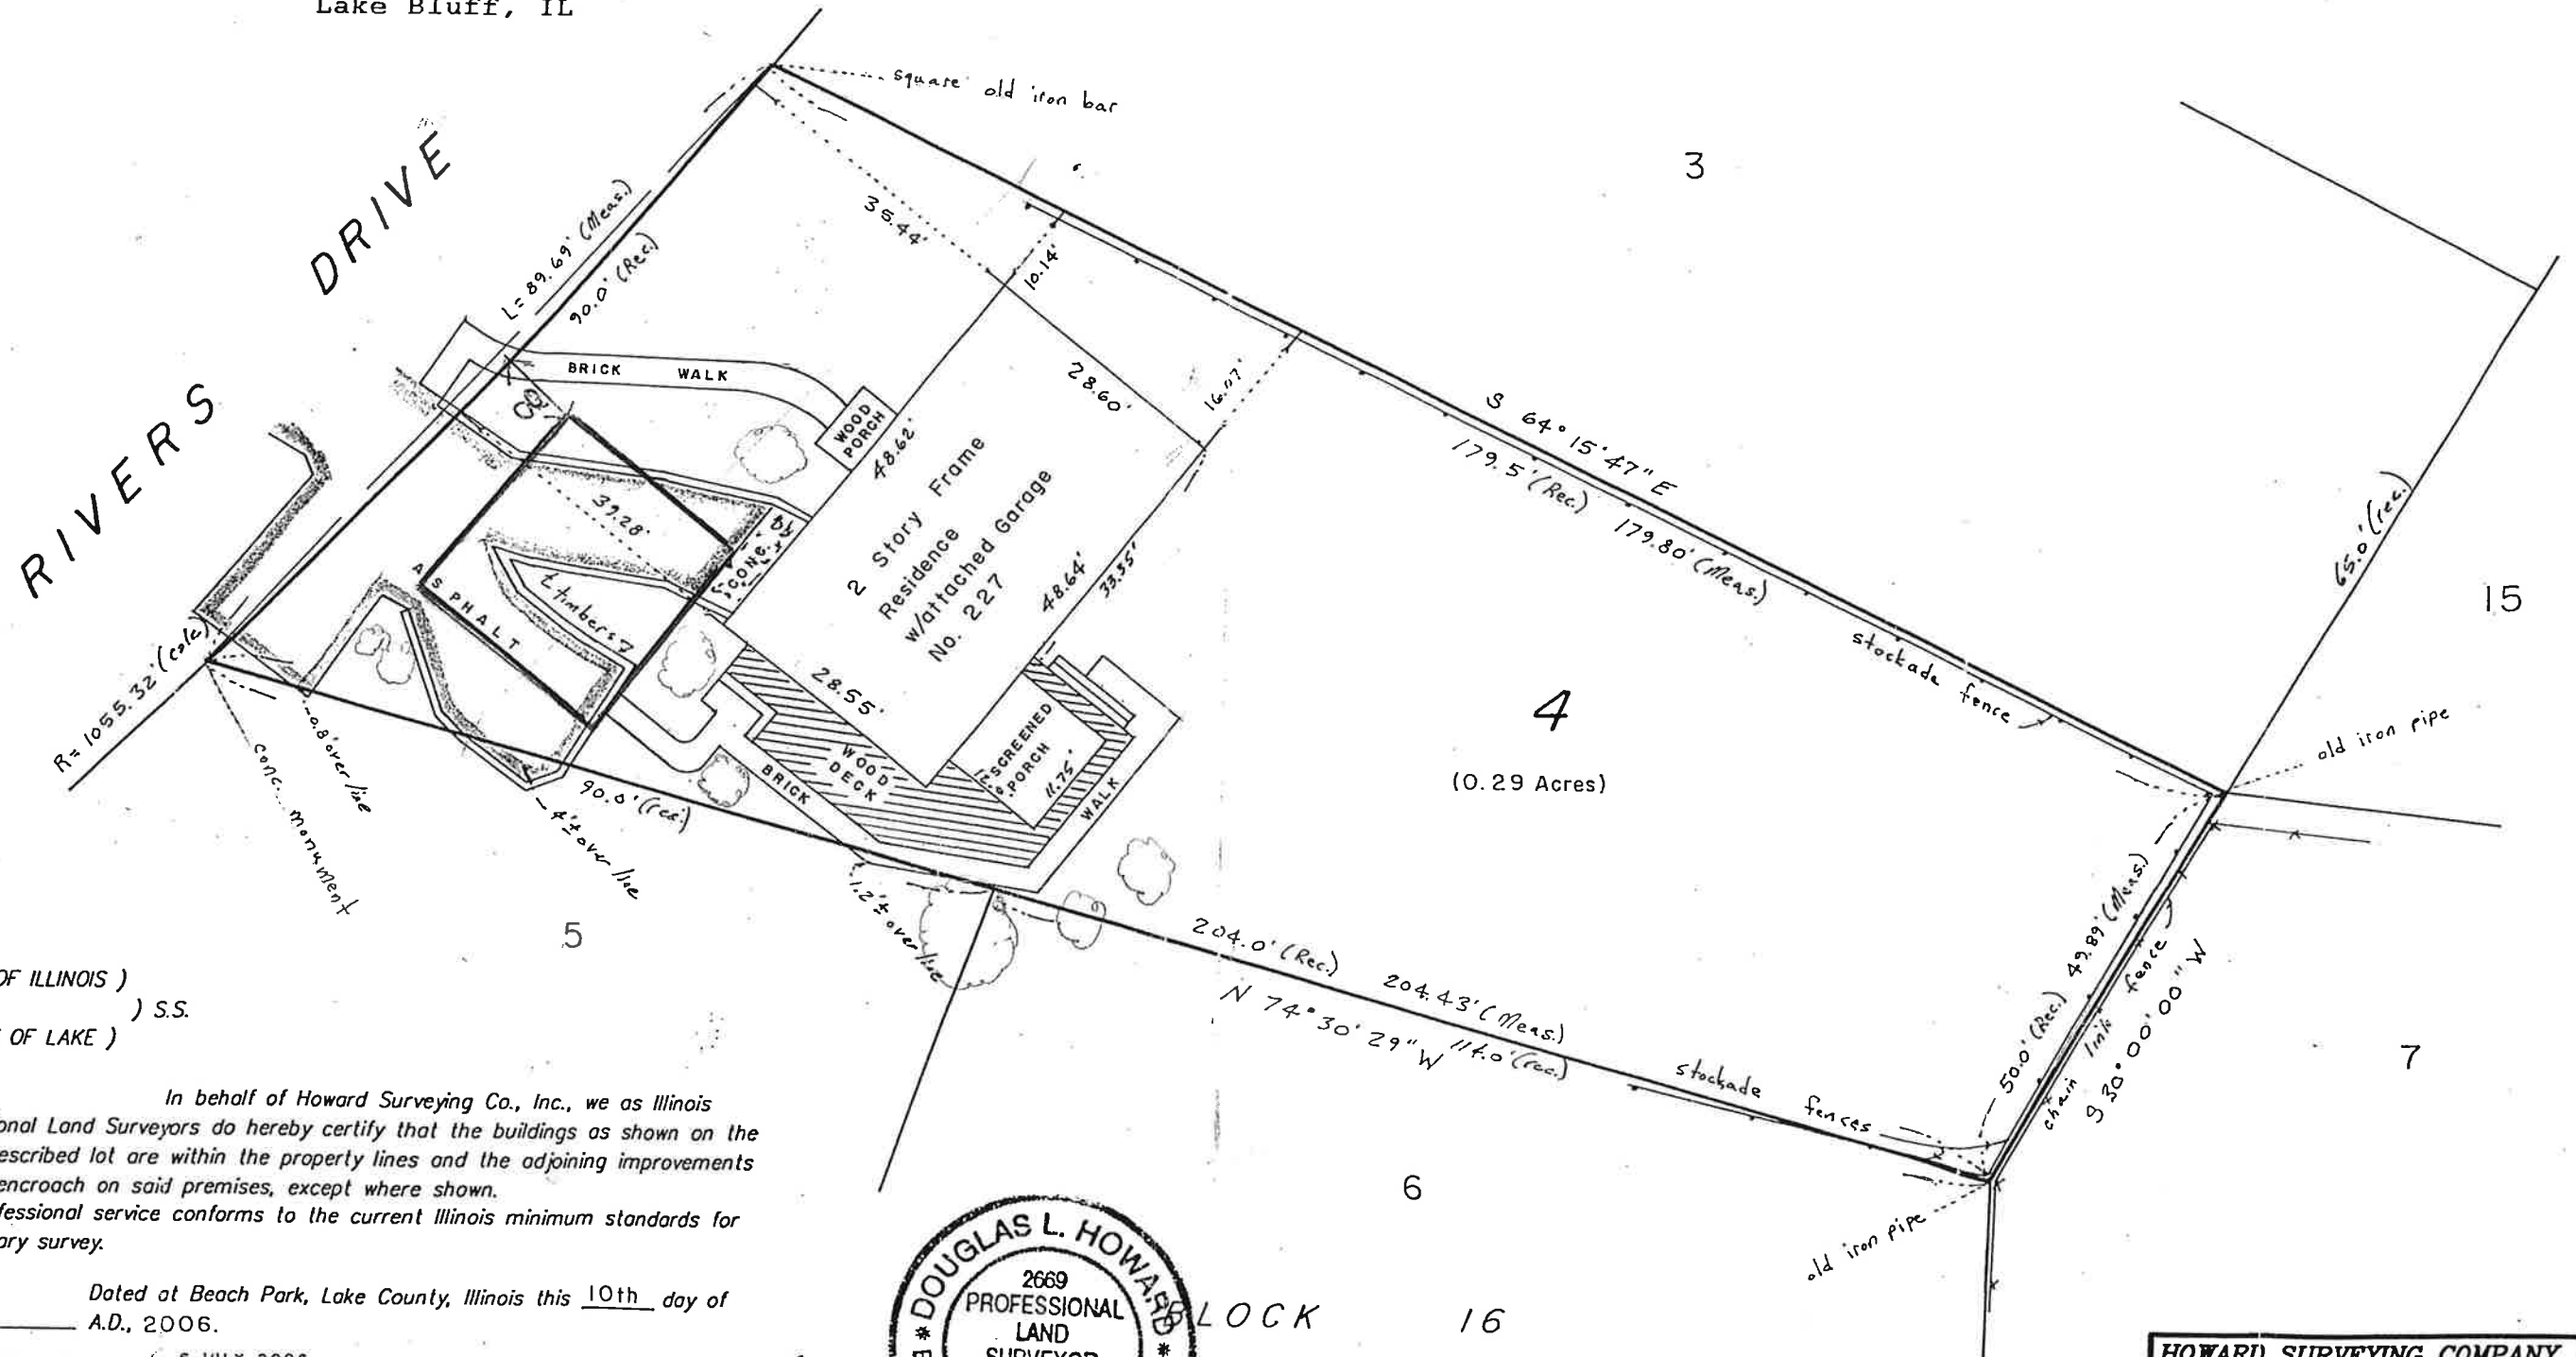 Lake Bluff, IL
square old iron bar
RIVERS DRIVE
3
L= 89.69' (Meas.)
90.0' (Rec.)
35.44'
10.14'
BRICK WALK
WOOD
PORCH
48.62'
28.60'
16.07'
S 64° 15' 47" E
179.5' (Rec.) 179.80' (Meas.)
65.0' (rec.)
15
39.28'
CONC.
2 Story Frame
Residence
w/attached Garage
No. 227
48.64'
33.55'
ASPHALT
timbers
stockade fence
R= 1055.32' (calc)
28.55'
4
(0.29 Acres)
old iron pipe
SCREENED
PORCH
11.75'
WOOD
DECK
BRICK
WALK
0.8' over line
conc. monument
90.0' (rec.)
4'± over line
1.2'± over line
5
204.0' (Rec.) 204.43' (Meas.)
N 74° 30' 29" W 114.0' (rec.)
50.0' (Rec.) 49.89' (Meas.)
chain link fence
S 30° 00' 00" W
7
stockade fences
6
old iron pipe
OF ILLINOIS )
) S.S.
OF LAKE )
In behalf of Howard Surveying Co., Inc., we as Illinois
onal Land Surveyors do hereby certify that the buildings as shown on the
escribed lot are within the property lines and the adjoining improvements
encroach on said premises, except where shown.
fessional service conforms to the current Illinois minimum standards for
ary survey.
Dated at Beach Park, Lake County, Illinois this 10th day of
A.D., 2006.
DOUGLAS L. HOWARD
2669
PROFESSIONAL
LAND
SURVEYOR
BLOCK 16
HOWARD SURVEYING COMPANY